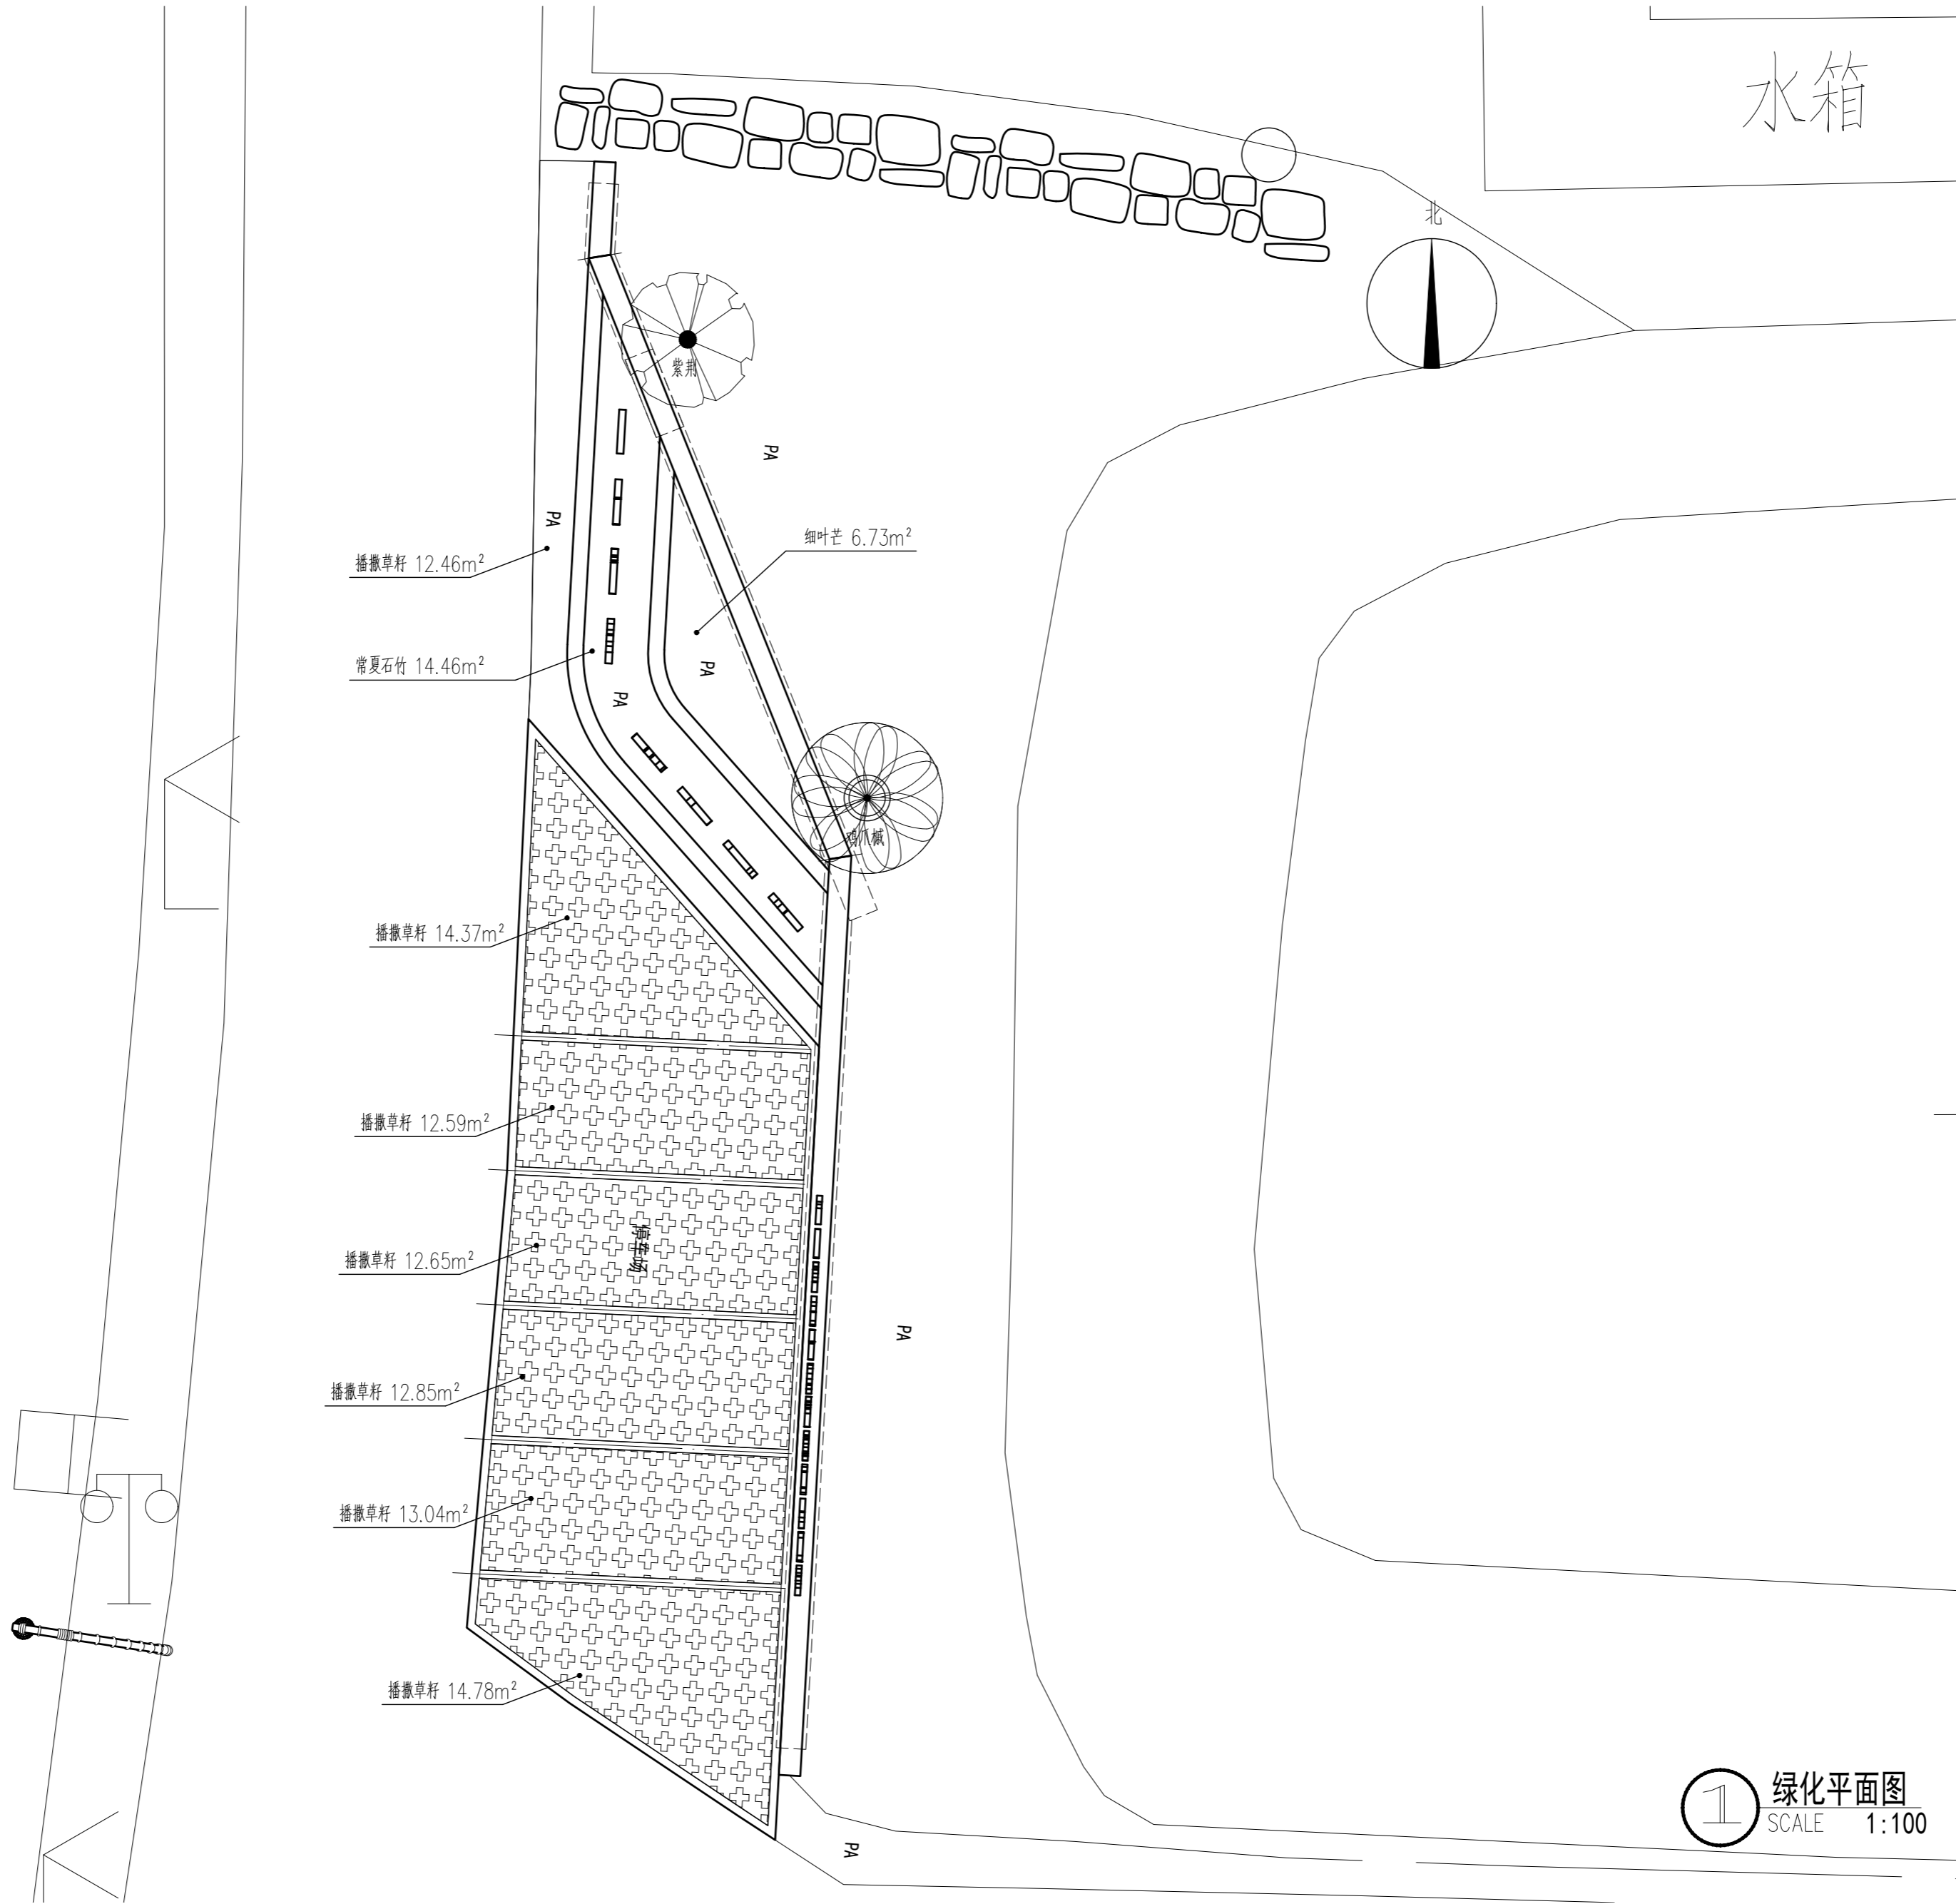 水箱
北
紫荆
PA
细叶芒 6.73m²
PA
播撒草籽 12.46m²
常夏石竹 14.46m²
PA
PA
鸡爪槭
播撒草籽 14.37m²
播撒草籽 12.59m²
停车场
播撒草籽 12.65m²
PA
播撒草籽 12.85m²
播撒草籽 13.04m²
播撒草籽 14.78m²
1
绿化平面图
SCALE 1:100
PA